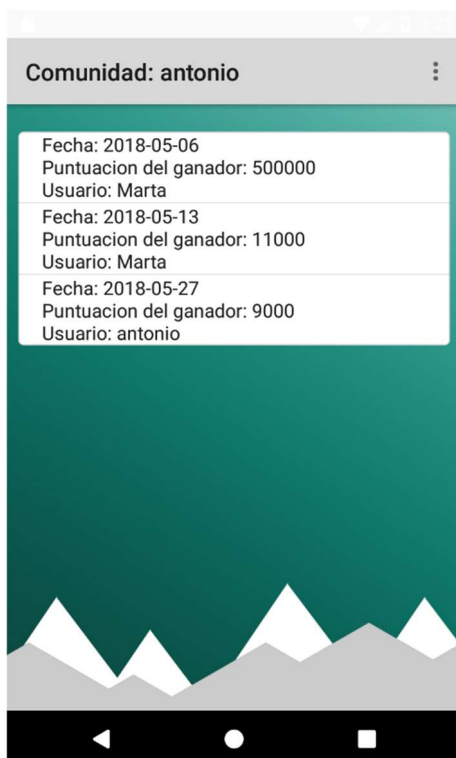 Comunidad: antonio
Fecha: 2018-05-06
Puntuacion del ganador: 500000
Usuario: Marta
Fecha: 2018-05-13
Puntuacion del ganador: 11000
Usuario: Marta
Fecha: 2018-05-27
Puntuacion del ganador: 9000
Usuario: antonio